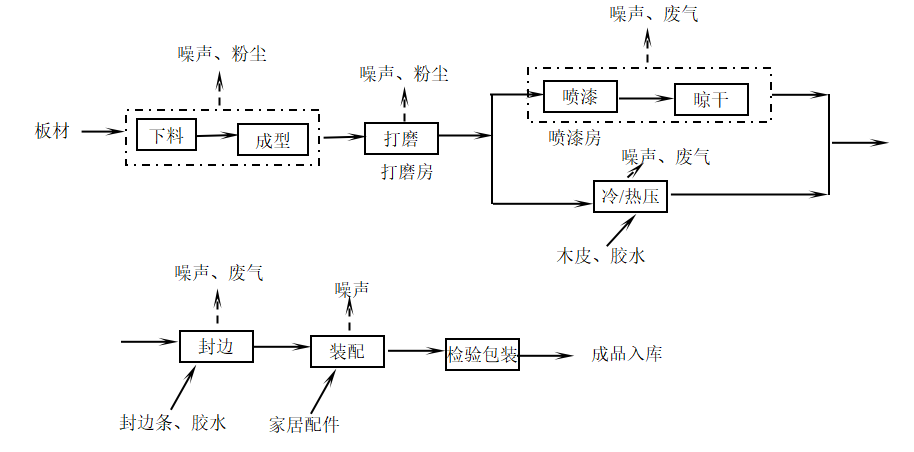 噪声、废气
噪声、粉尘
噪声、粉尘
喷漆
晾干
板材
下料
成型
打磨
喷漆房
打磨房
噪声、废气
冷/热压
木皮、胶水
噪声、废气
噪声
封边
装配
检验包装
成品入库
封边条、胶水
家居配件